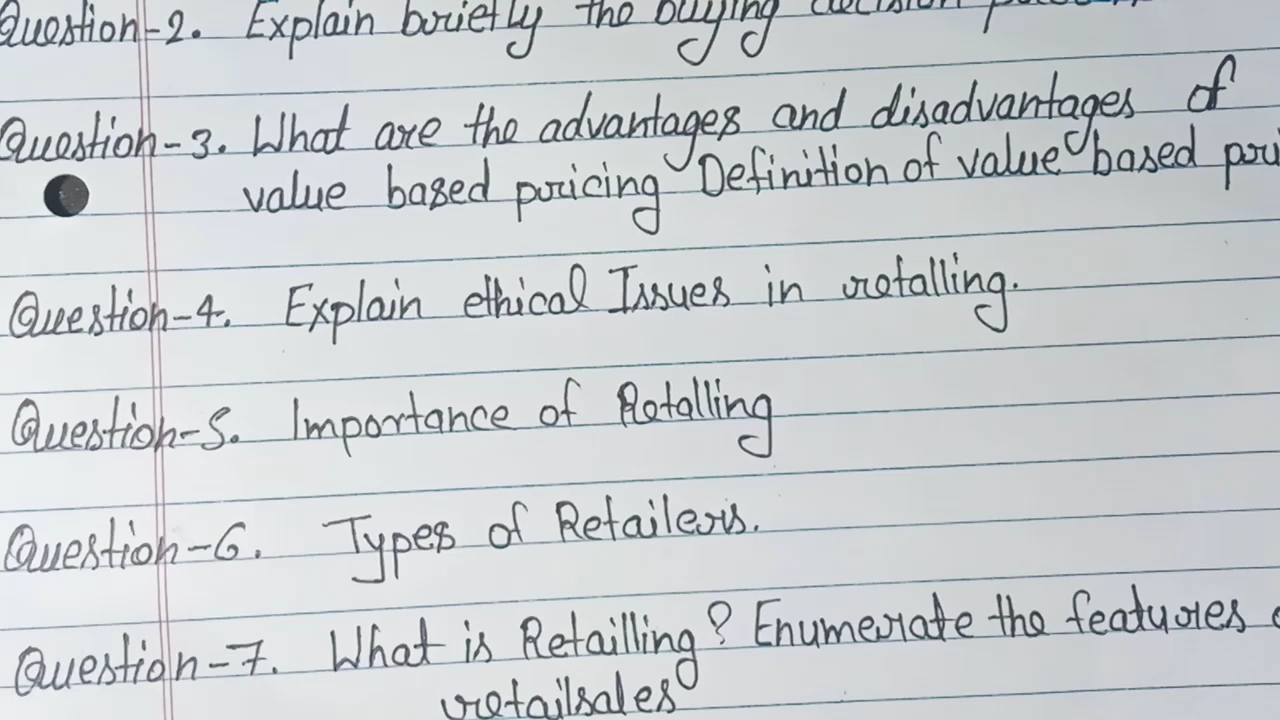 Question-2. Explain briefly the buying decision
Question-3. What are the advantages and disadvantages of
value based pricing Definition of value based pri
Question-4. Explain ethical Issues in retalling.
Question-5. Importance of Retalling
Question-6. Types of Retailers.
Question-7. What is Retailling? Enumerate the features
retailsales